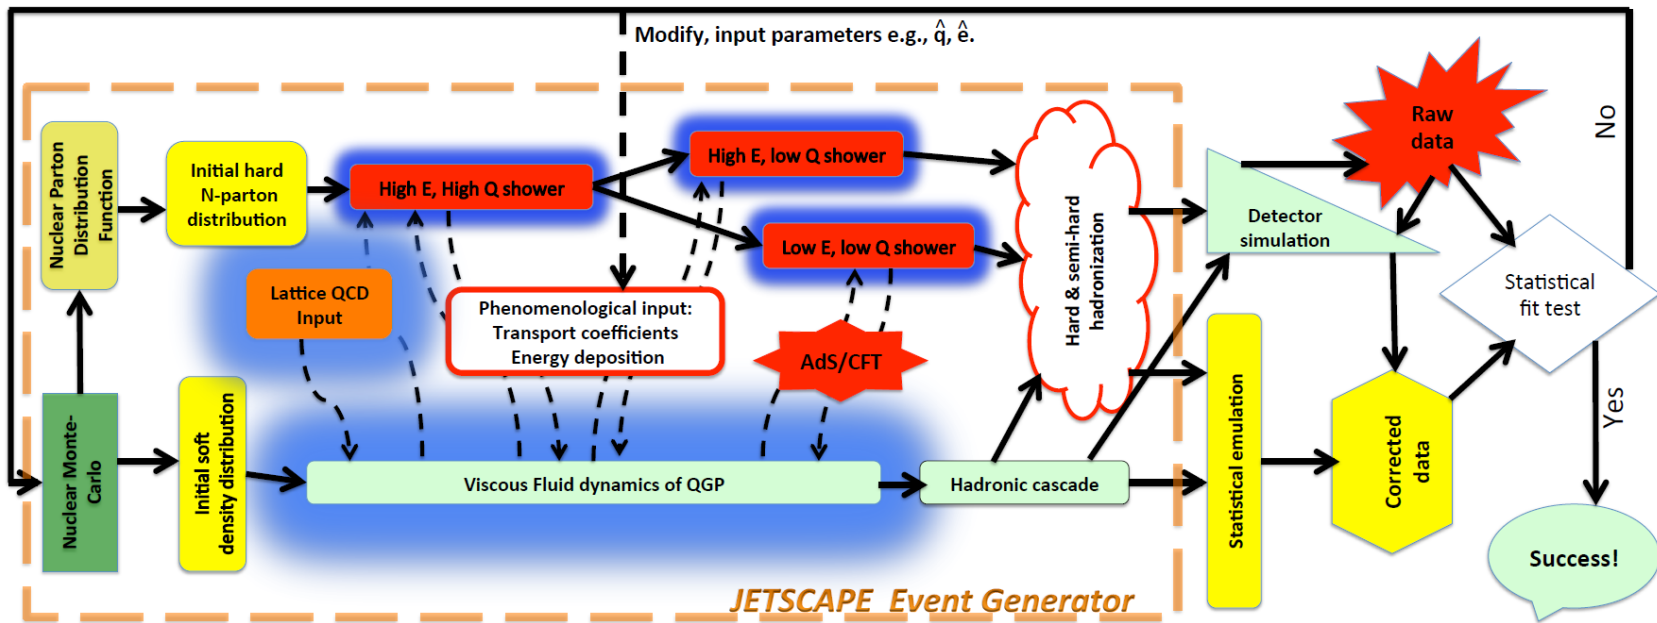 Modify, input parameters e.g., q̂, ê.
Raw
data
No
Nuclear Parton
Distribution
Function
Initial hard
N-parton
distribution
High E, High Q shower
High E, low Q shower
Low E, low Q shower
Hard & semi-hard
hadronization
Detector
simulation
Statistical
fit test
Lattice QCD
Input
Phenomenological input:
Transport coefficients
Energy deposition
AdS/CFT
Nuclear Monte-
Carlo
Initial soft
density distribution
Viscous Fluid dynamics of QGP
Hadronic cascade
Statistical emulation
Corrected
data
Yes
Success!
JETSCAPE Event Generator